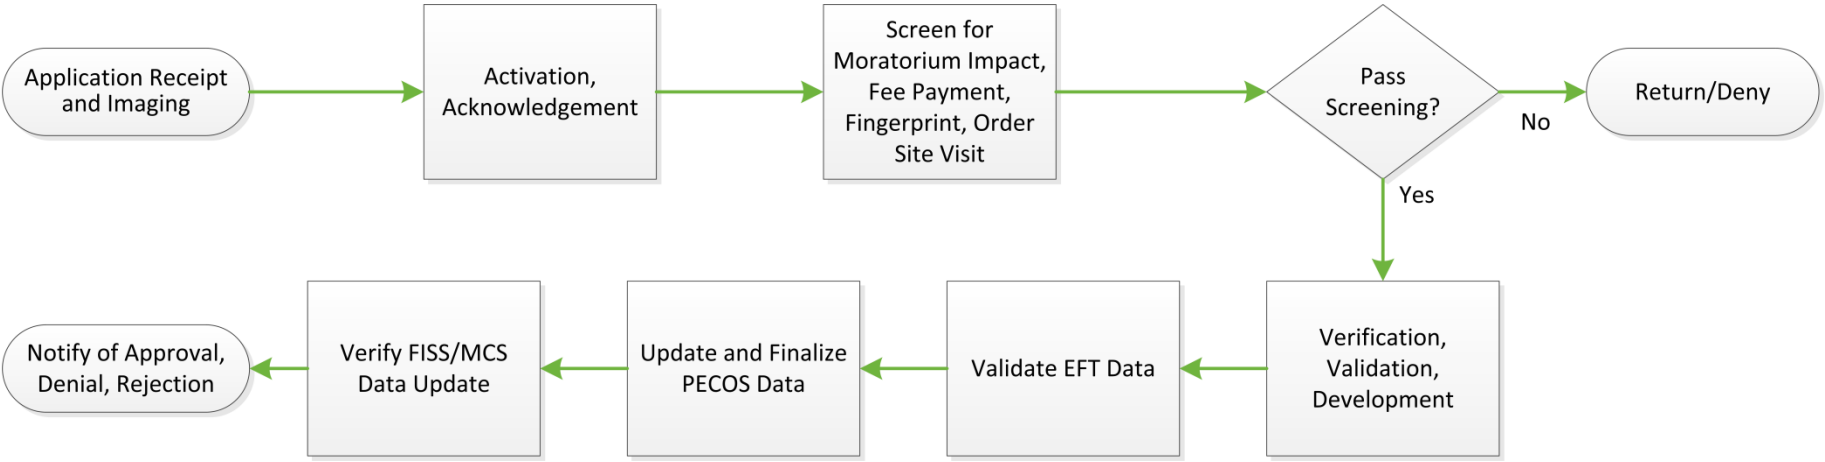 Application Receipt
and Imaging
Activation,
Acknowledgement
Screen for
Moratorium Impact,
Fee Payment,
Fingerprint, Order
Site Visit
Pass
Screening?
No
Return/Deny
Yes
Verification,
Validation,
Development
Validate EFT Data
Update and Finalize
PECOS Data
Verify FISS/MCS
Data Update
Notify of Approval,
Denial, Rejection